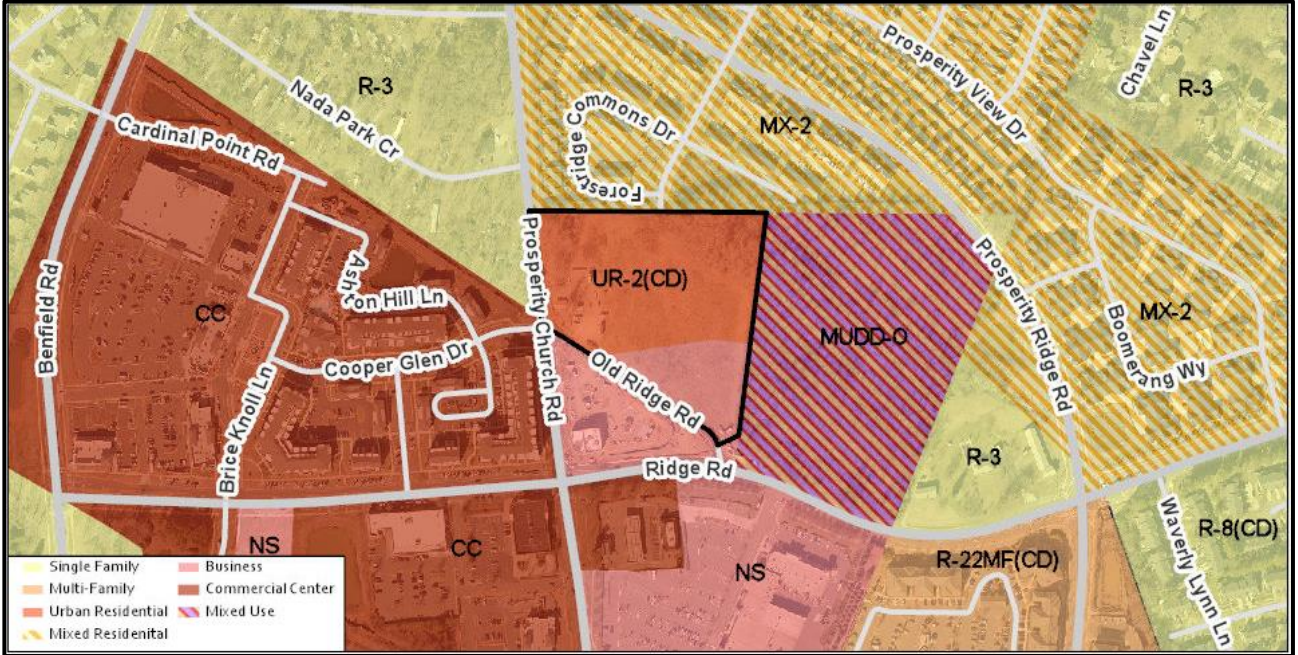 Prosperity View Dr
Chavel Ln
R-3
R-3
Nada Park Cr
Forestridge Commons Dr
MX-2
Cardinal Point Rd
Benfield Rd
Prosperity Church Rd
UR-2(CD)
Prosperity Ridge Rd
Ashton Hill Ln
CC
MUDD-O
MX-2
Boomerang Wy
Cooper Glen Dr
Old Ridge Rd
Brice Knoll Ln
Ridge Rd
R-3
Waverly Lynn Ln
R-8(CD)
NS
CC
NS
R-22MF(CD)
Single Family
Business
Multi-Family
Commercial Center
Urban Residential
Mixed Use
Mixed Residenital